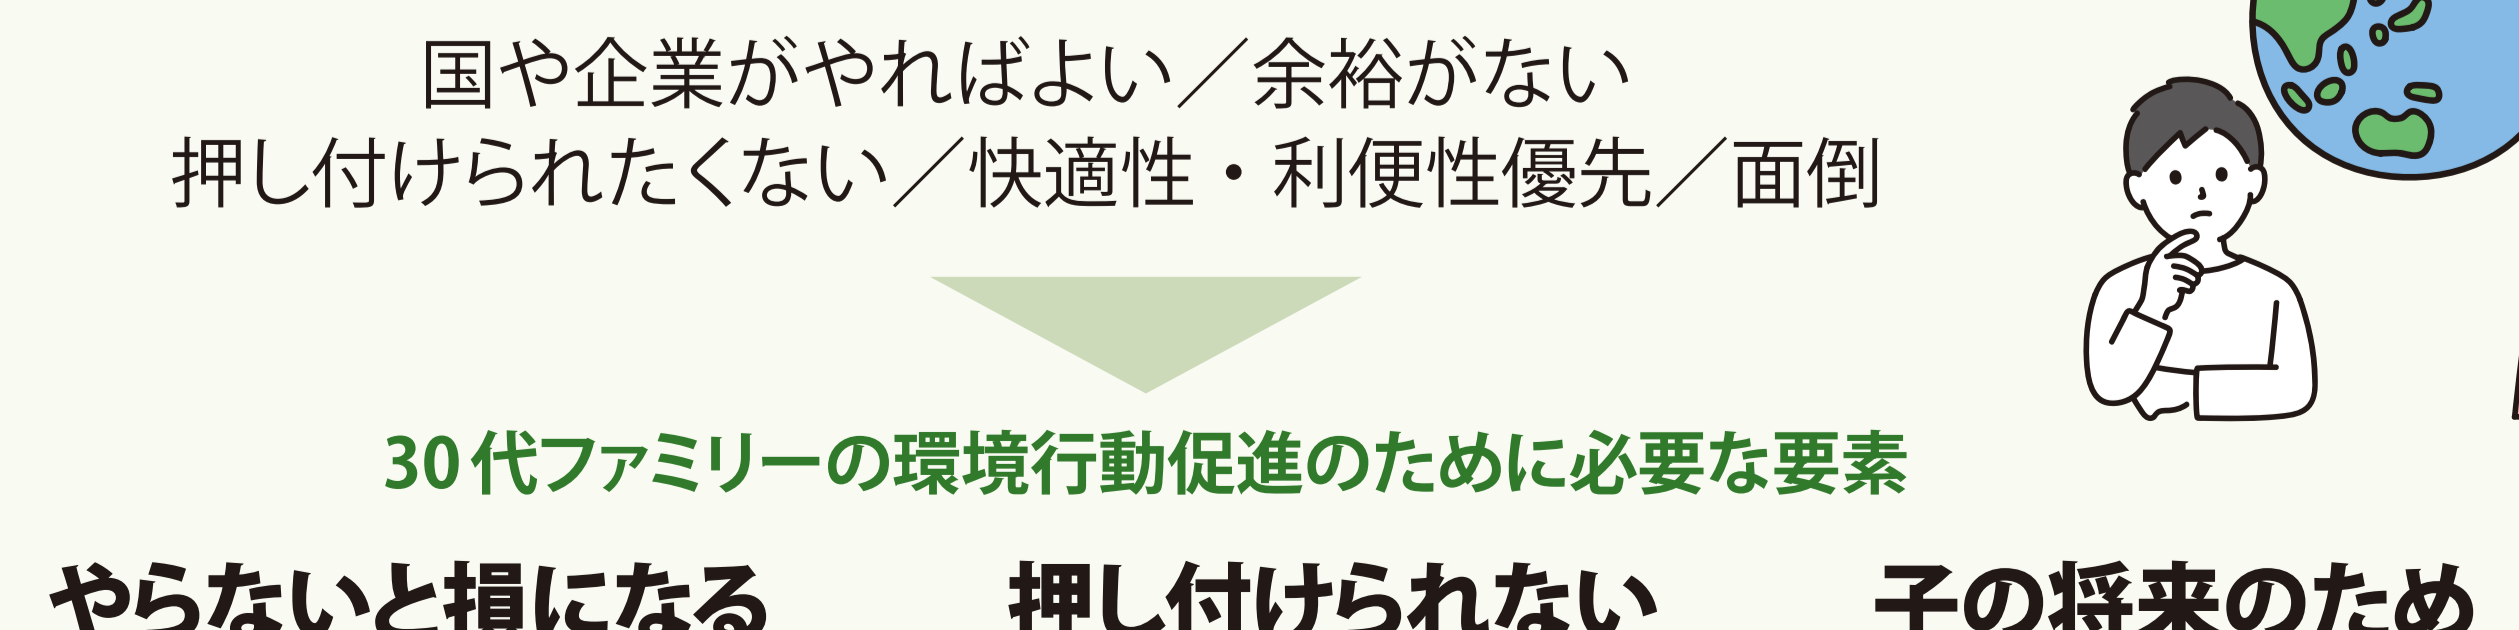 国や企業がやればよい／余裕がない
押し付けられたくない／快適性・利便性優先／面倒
30代ファミリーの環境行動促進のために必要な要素
やらないと損になる　押し付けられない　子の将来のため